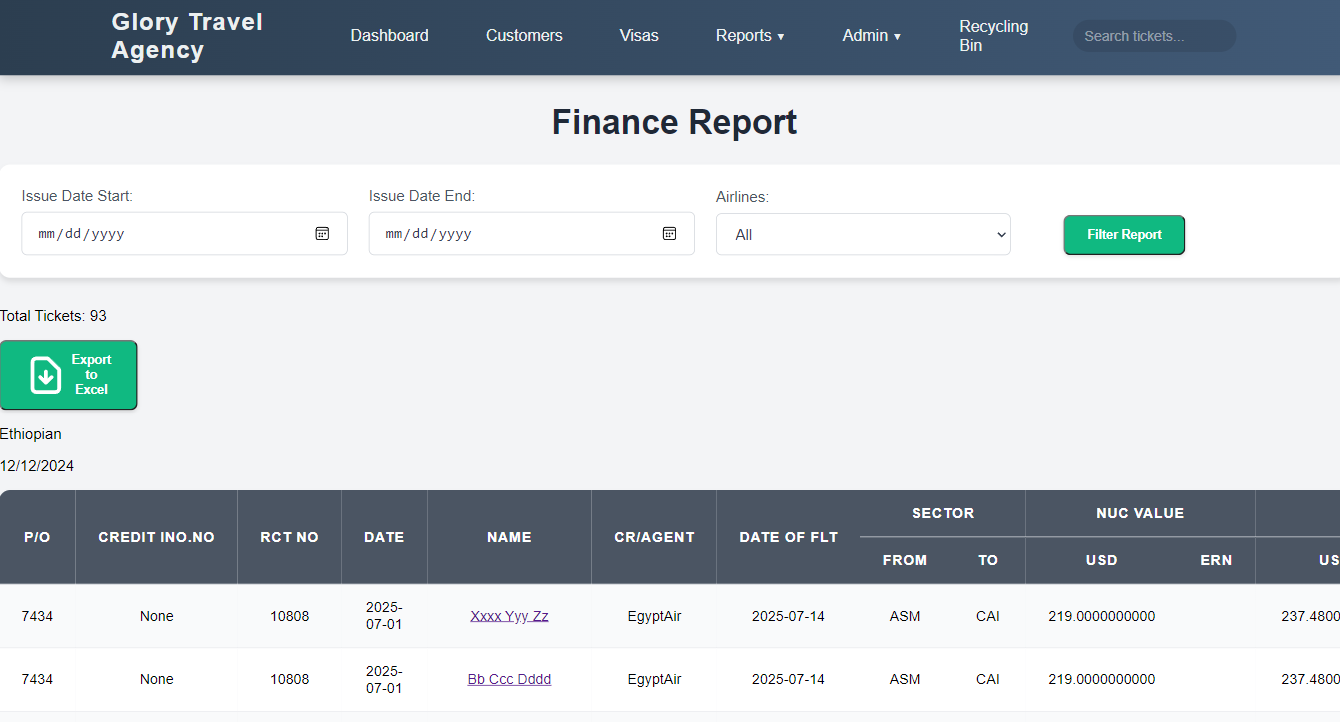 Glory Travel
Agency
Dashboard
Customers
Visas
Reports ▼
Admin ▼
Recycling
Bin
Search tickets...
Finance Report
Issue Date Start:
Issue Date End:
Airlines:
mm/dd/yyyy
mm/dd/yyyy
All
Filter Report
Total Tickets: 93
Export
to
Excel
Ethiopian
12/12/2024
P/O CREDIT INO.NO RCT NO DATE NAME CR/AGENT DATE OF FLT SECTOR NUC VALUE
FROM TO USD ERN US
7434 None 10808 2025-
07-01 Xxxx Yyy Zz EgyptAir 2025-07-14 ASM CAI 219.0000000000 237.4800
7434 None 10808 2025-
07-01 Bb Ccc Dddd EgyptAir 2025-07-14 ASM CAI 219.0000000000 237.4800